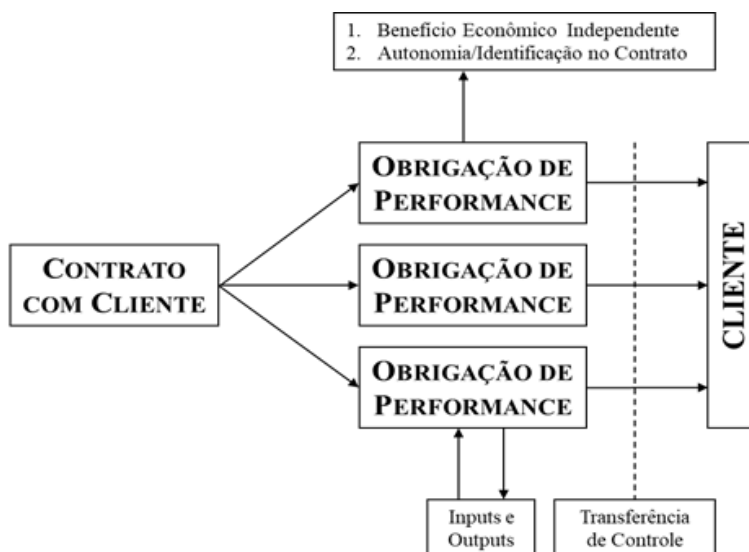 1. Benefício Econômico Independente
2. Autonomia/Identificação no Contrato
OBRIGAÇÃO DE
PERFORMANCE
CONTRATO
COM CLIENTE
OBRIGAÇÃO DE
PERFORMANCE
OBRIGAÇÃO DE
PERFORMANCE
CLIENTE
Inputs e
Outputs
Transferência
de Controle